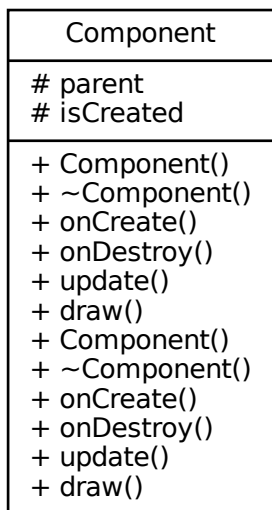 Component
# parent
# isCreated
+ Component()
+ ~Component()
+ onCreate()
+ onDestroy()
+ update()
+ draw()
+ Component()
+ ~Component()
+ onCreate()
+ onDestroy()
+ update()
+ draw()